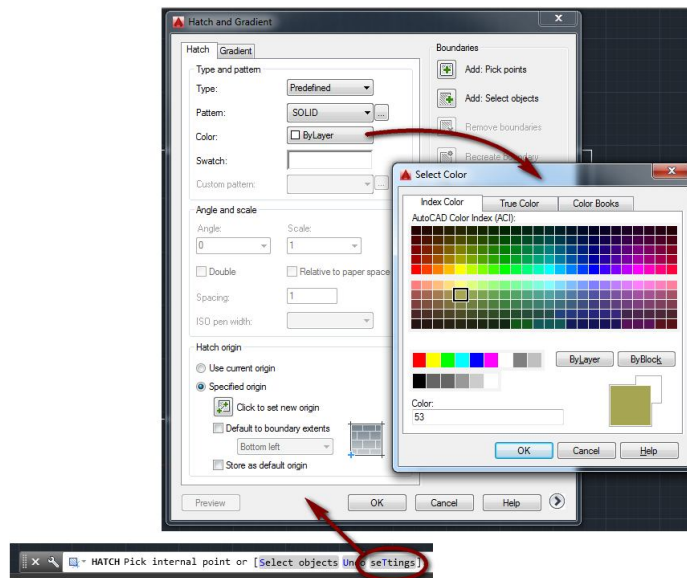 Hatch and Gradient
Hatch
Gradient
Type and pattern
Type:
Predefined
Pattern:
SOLID
...
Color:
ByLayer
Swatch:
Custom pattern:
...
Angle and scale
Angle:
Scale:
0
1
Double
Relative to paper space
Spacing:
1
ISO pen width:
Hatch origin
Use current origin
Specified origin
Click to set
new origin
Default to boundary extents
Bottom left
Store as default
origin
Boundaries
Add: Pick points
Add: Select objects
Remove boundaries
Recreate boundary
Preview
OK
Cancel
Help
Select Color
Index Color
True Color
Color Books
AutoCAD Color Index (ACI):
ByLayer
ByBlock
Color:
53
OK
Cancel
Help
HATCH Pick internal point or [Select objects Undo seTtings]: